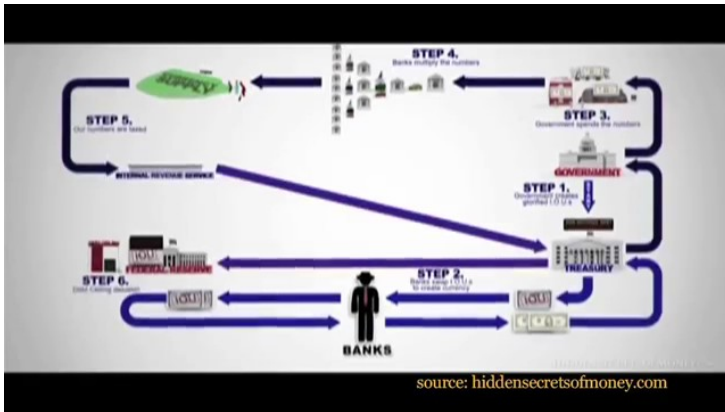 STEP 4.
Banks multiply the numbers
STEP 5.
Our numbers are taxed
STEP 3.
Government spends the numbers
INTERNAL REVENUE SERVICE
GOVERNMENT
STEP 1.
Government creates
glorified I.O.U.s
TREASURY
FEDERAL RESERVE
IOU
STEP 6.
Debt ceiling delusion
STEP 2.
Banks swap I.O.U.s
to create currency
IOU
IOU
BANKS
source: hiddensecretsofmoney.com